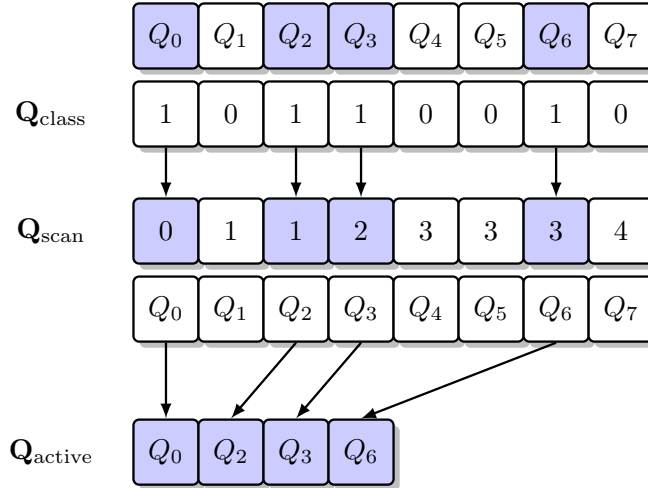 Q0 Q1 Q2 Q3 Q4 Q5 Q6 Q7
Qclass 1 0 1 1 0 0 1 0
Qscan 0 1 1 2 3 3 3 4
Q0 Q1 Q2 Q3 Q4 Q5 Q6 Q7
Qactive Q0 Q2 Q3 Q6